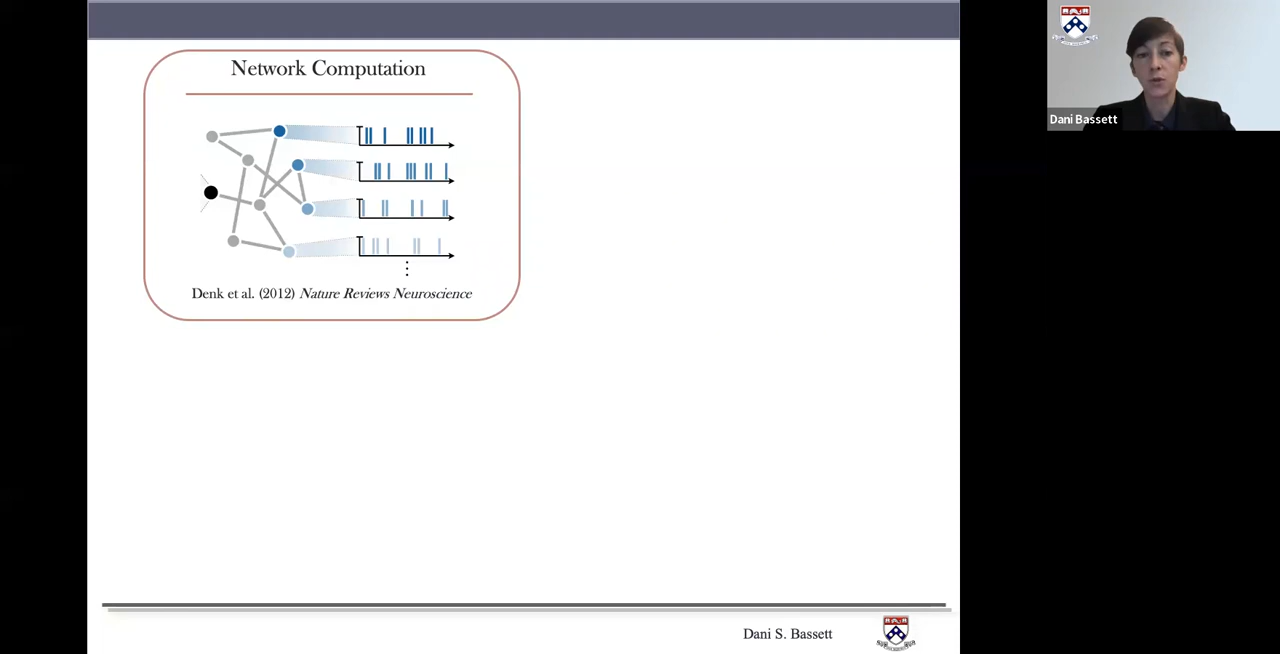 Network Computation
Denk et al. (2012) Nature Reviews Neuroscience
Dani S. Bassett
Dani Bassett